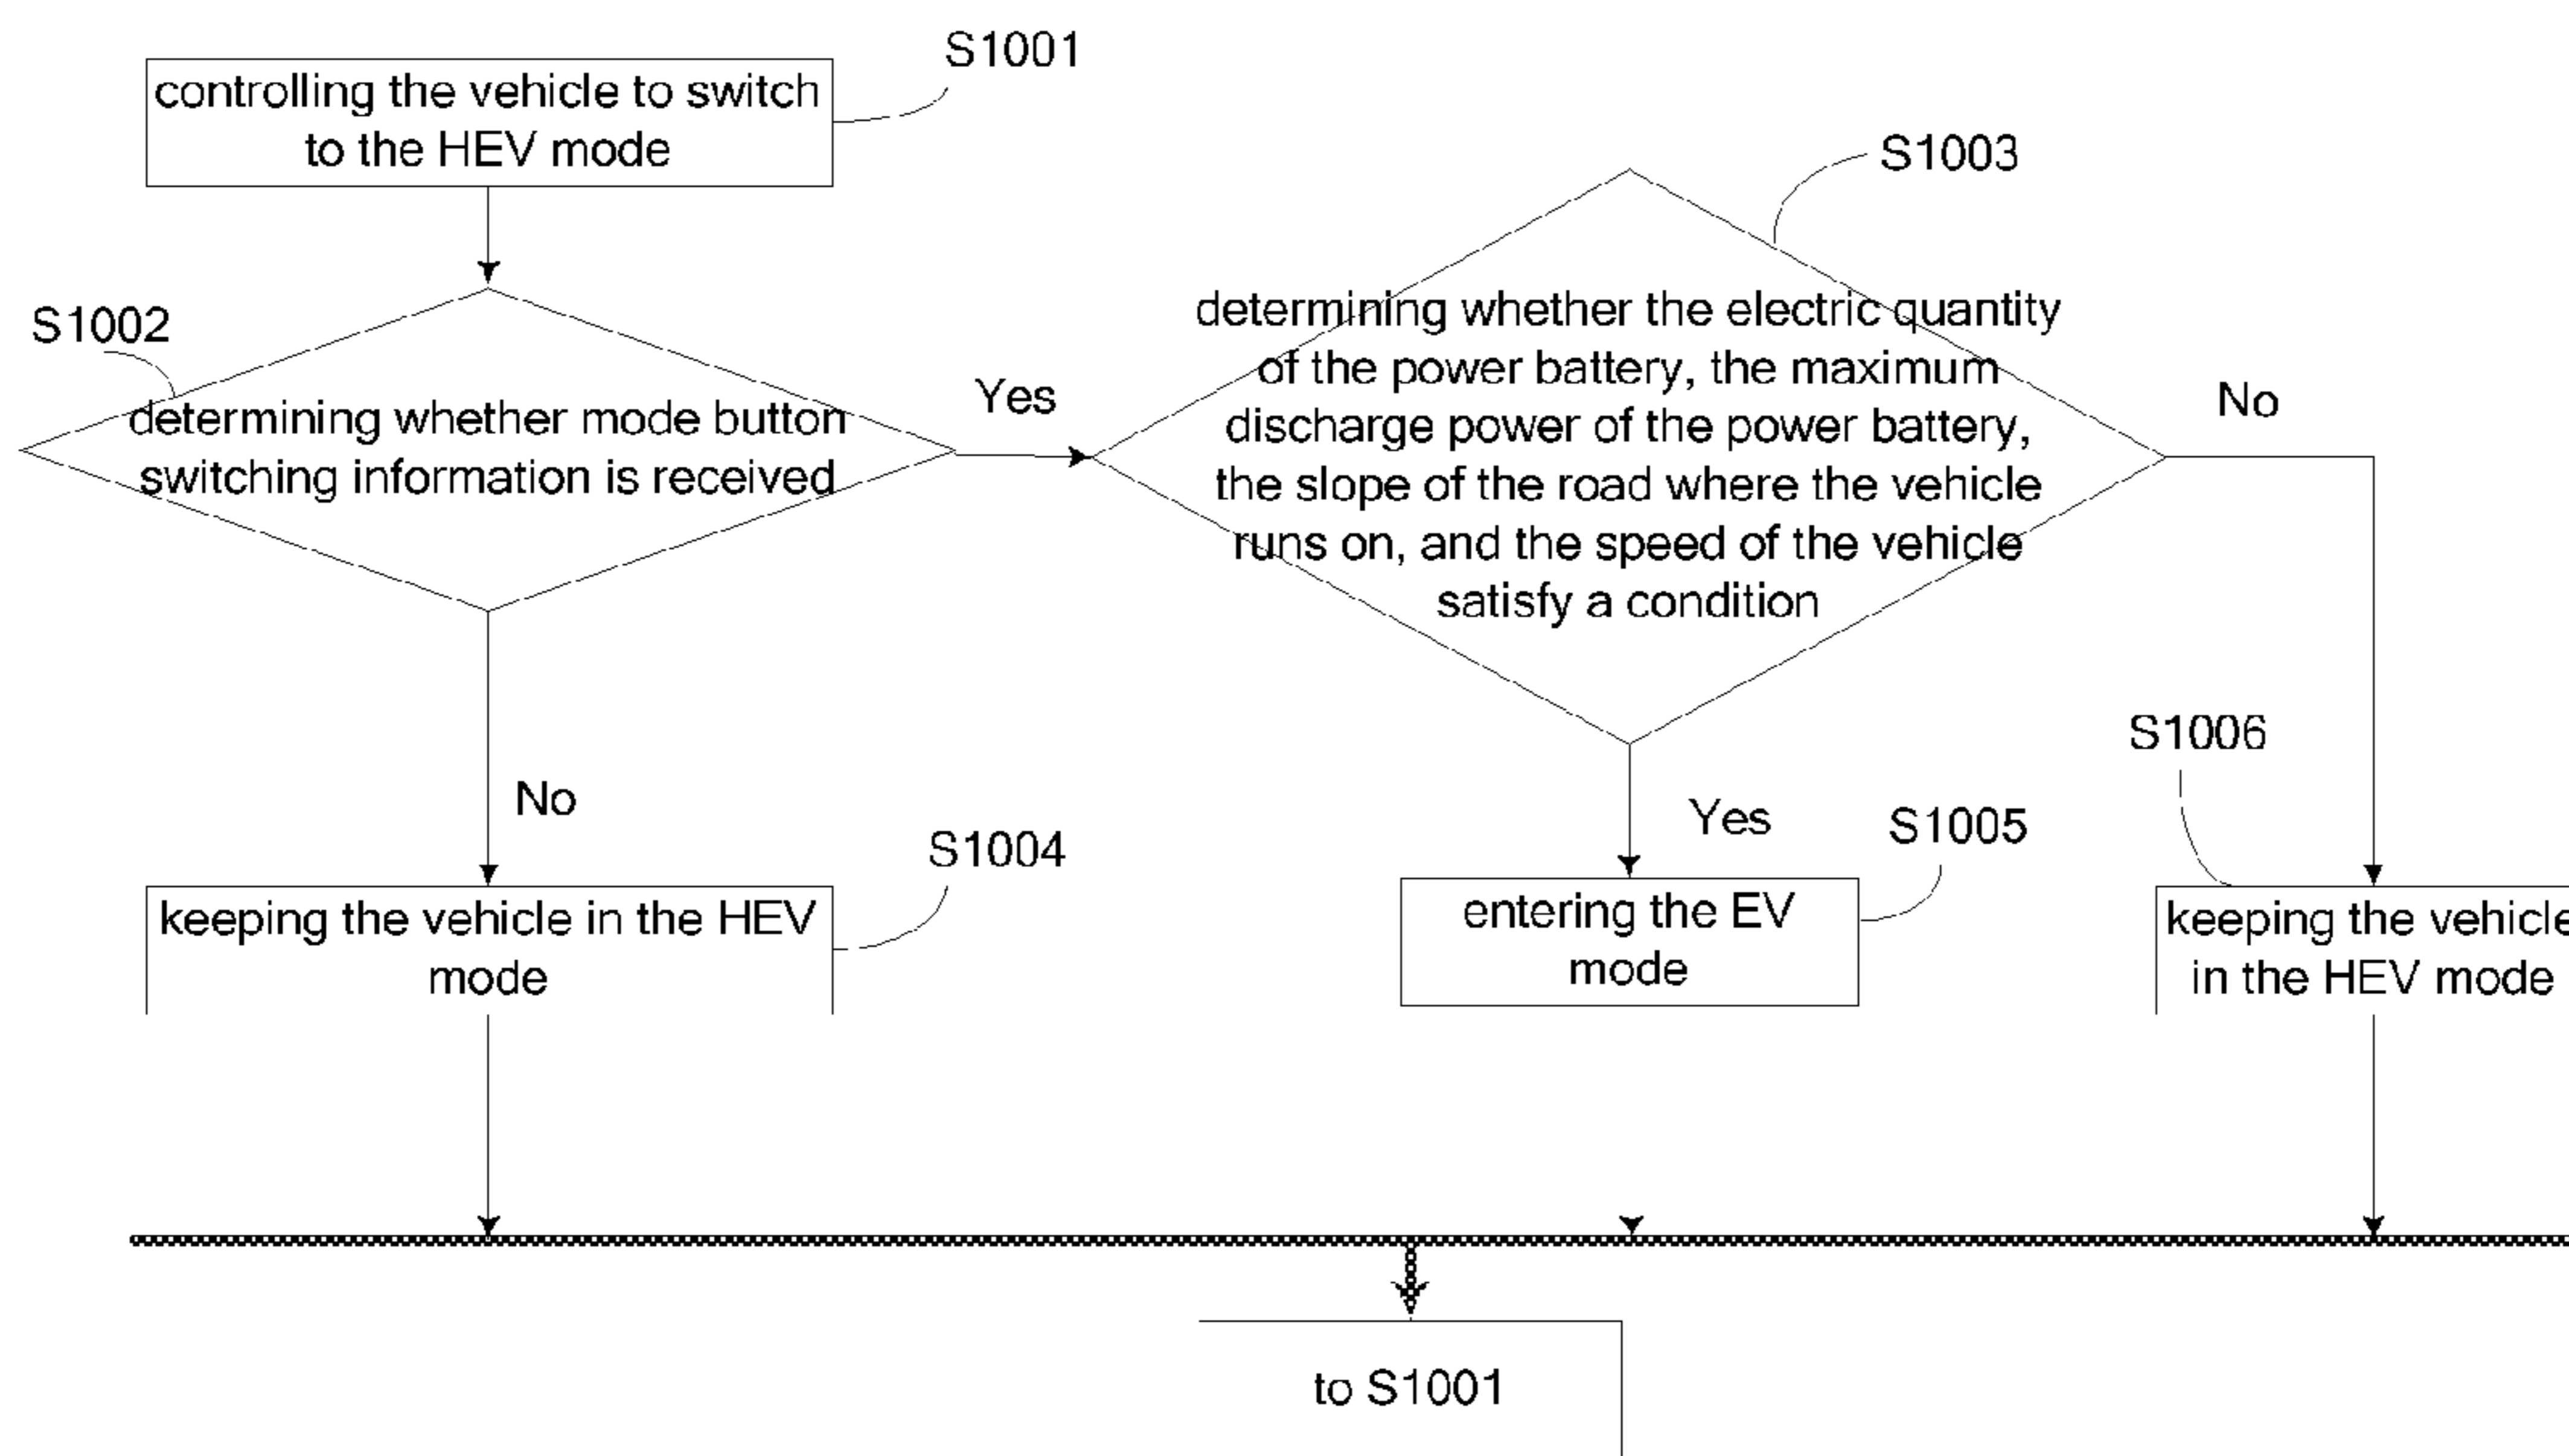 S1001
controlling the vehicle to switch
to the HEV mode
S1002
determining whether mode button
switching information is received
Yes
S1003
determining whether the electric quantity
of the power battery, the maximum
discharge power of the power battery,
the slope of the road where the vehicle
runs on, and the speed of the vehicle
satisfy a condition
No
No
S1004
keeping the vehicle in the HEV
mode
Yes
S1005
entering the EV
mode
S1006
keeping the vehicle
in the HEV mode
to S1001